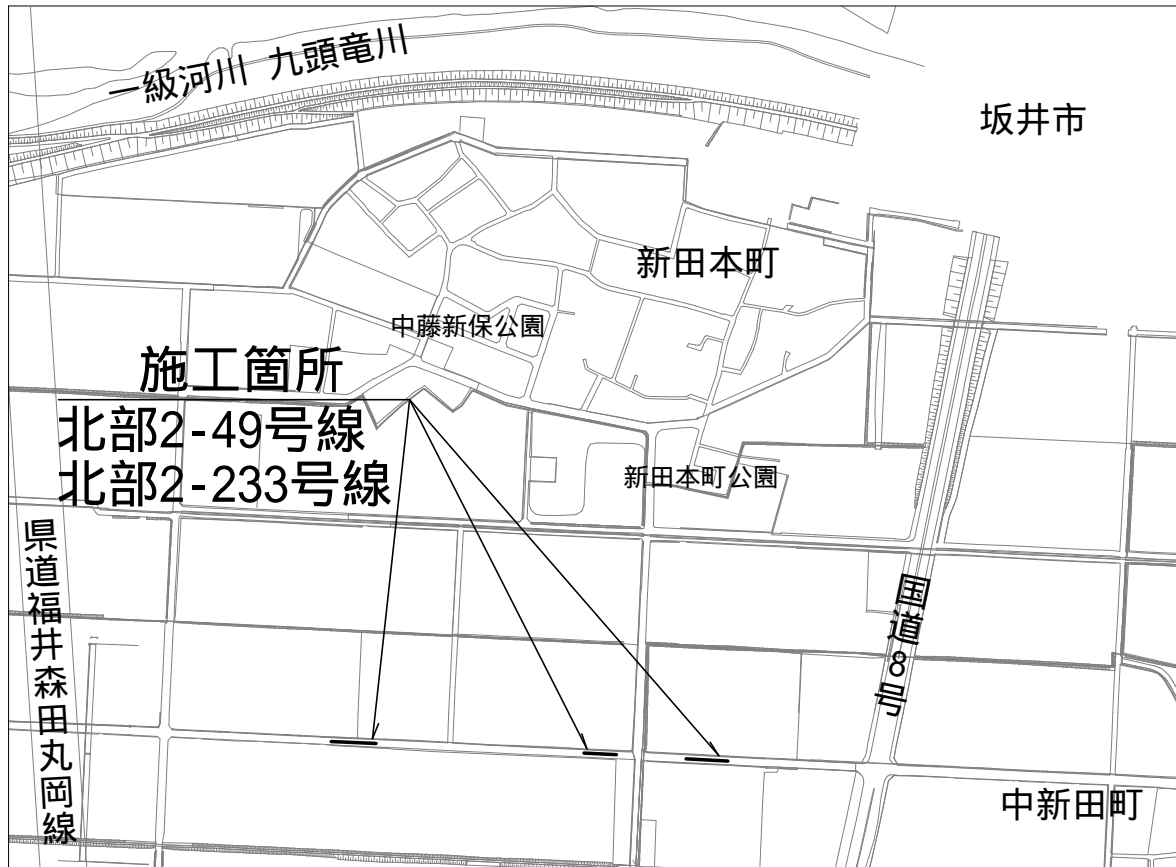 一級河川 九頭竜川
坂井市
新田本町
中藤新保公園
施工箇所
北部2-49号線
北部2-233号線
新田本町公園
県道福井森田丸岡線
国道8号
中新田町